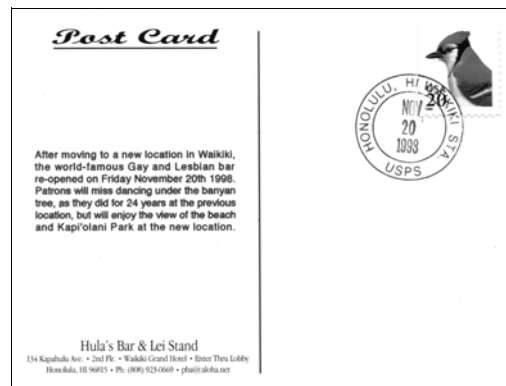 Post Card
After moving to a new location in Waikiki,
the world-famous Gay and Lesbian bar
re-opened on Friday November 20th 1998.
Patrons will miss dancing under the banyan
tree, as they did for 24 years at the previous
location, but will enjoy the view of the beach
and Kapi'olani Park at the new location.
Hula's Bar & Lei Stand
134 Kapahulu Ave. • 2nd Flr. • Waikiki Grand Hotel • Enter Thru Lobby
Honolulu, HI 96815 • Ph: (808) 923-0669 •
HONOLULU, HI WAIKIKI STA.
NOV
20
1998
USPS
20